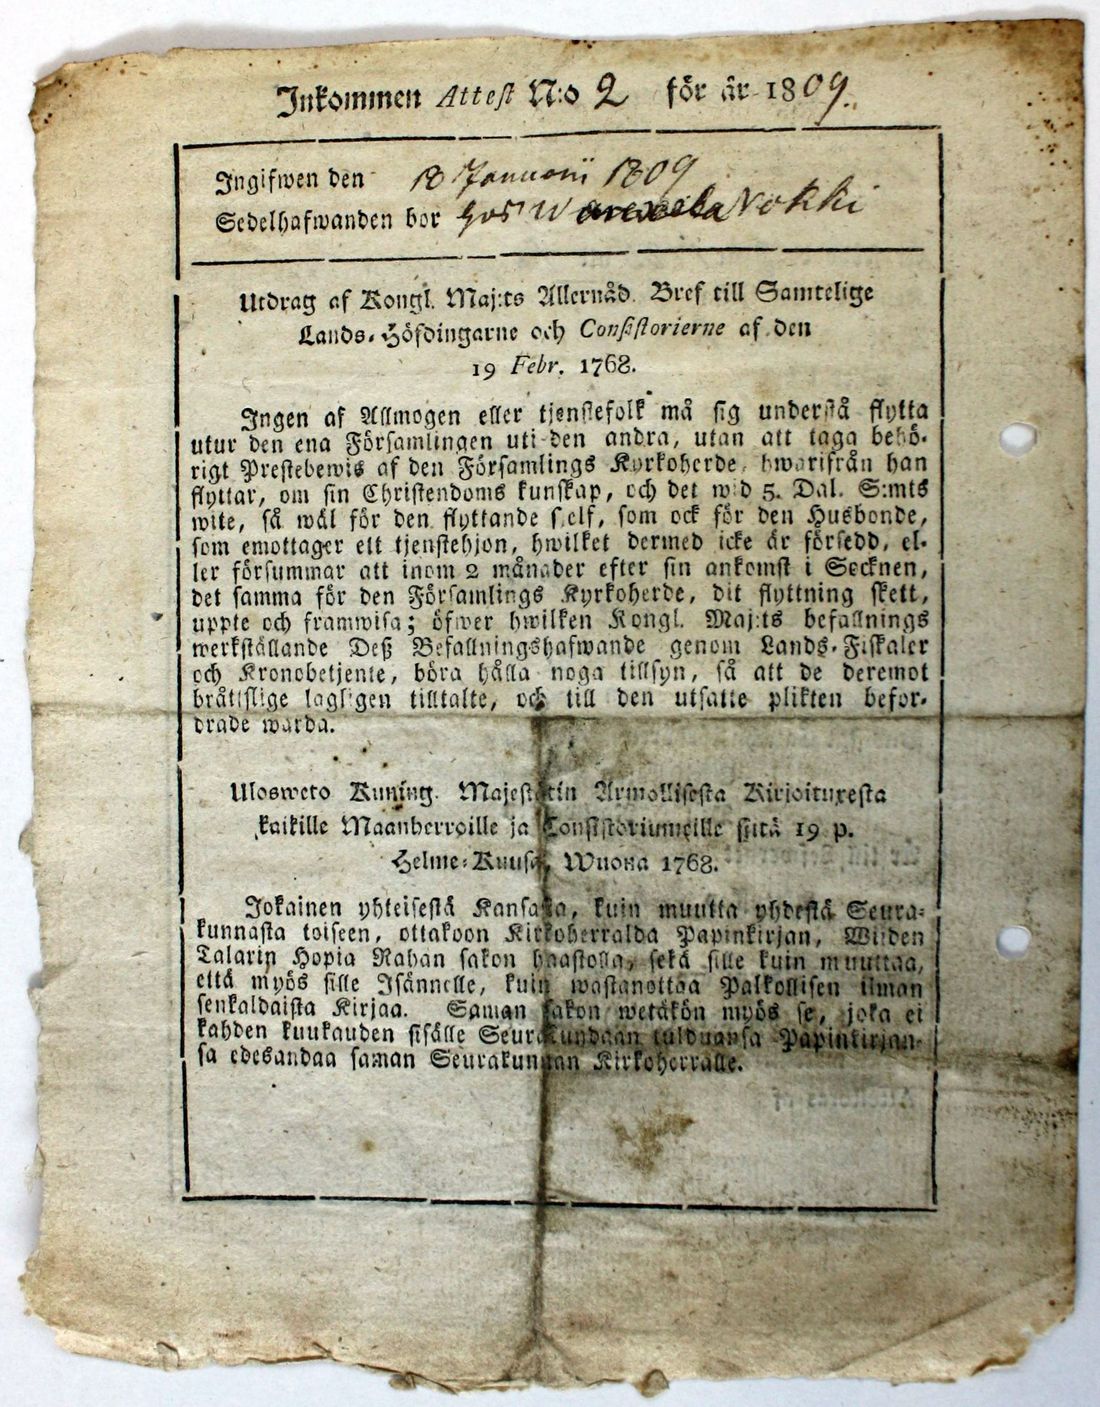 Inkommen Attest N:o 2 för år 1809.
Ingifwen den 18 Januarii 1809
Sedelhafwanden bor hos Nokki
Utdrag af Kongl. Maj:ts Allernåd. Bref till Samtelige
Lands-Höfdingarne och Consistorierne af den
19 Febr. 1768.
Ingen af Allmogen eller tjenstefolk må sig understå flytta
utur den ena Församlingen uti den andra, utan att taga behö-
rigt Prestebewis af den Församlings Kyrkoherde, hwarifrån han
flyttar, om sin Christendoms kunskap, och det wid 5. Dal. S:mts
wite, så wäl för den flyttande self, som ock för den Husbonde,
som emottager ett tjenstehjon, hwilket dermed icke är försedd, el-
ler försummar att inom 2 månader efter sin ankomst i Secknen,
det samma för den Församlings Kyrkoherde, dit flyttning skett,
uppte och framwisa; öfwer hwilken Kongl. Maj:ts befallnings
werkställande Deß Befallningshafwande genom Lands-Fiskaler
och Kronobetjente, böra hålla noga tillsyn, så att de deremot
bråtislige lagligen tilltalte, och till den utsatte plikten befor-
drade warda.
Ulosweto Kuning. Majestetin Armollisesta Kirjoituxesta
kaikille Maanherroille ja Consistoriumeille siitä 19 p.
Helme-Kuusa, Wuona 1768.
Jokainen yhteisestä Kansasta, kuin muutta yhdestä Seura-
kunnasta toiseen, ottakoon Kirkoherralda Papinkirjan, Wiiden
Talarin Hopia Rahan sakon haastolla, sekä sille kuin muuttaa,
että myös sille Isännelle, kuin wastanottaa Palkollisen ilman
senkaldaista Kirjaa. Saman sakon wetäkön myös se, joka ei
kahden kuukauden sisälle Seurakundaan tulduansa Papinkirjan-
sa edesandaa saman Seurakunnan Kirkoherralle.